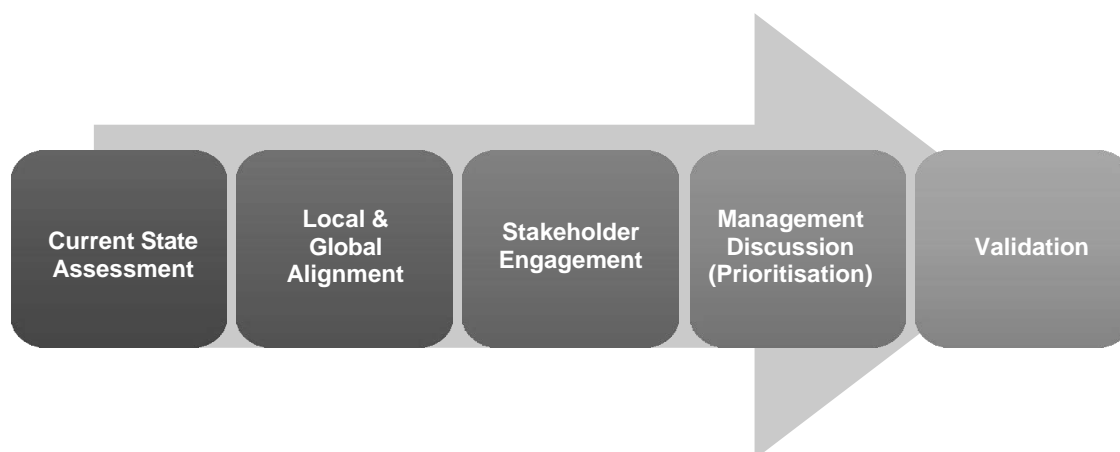 Current State
Assessment
Local &
Global
Alignment
Stakeholder
Engagement
Management
Discussion
(Prioritisation)
Validation